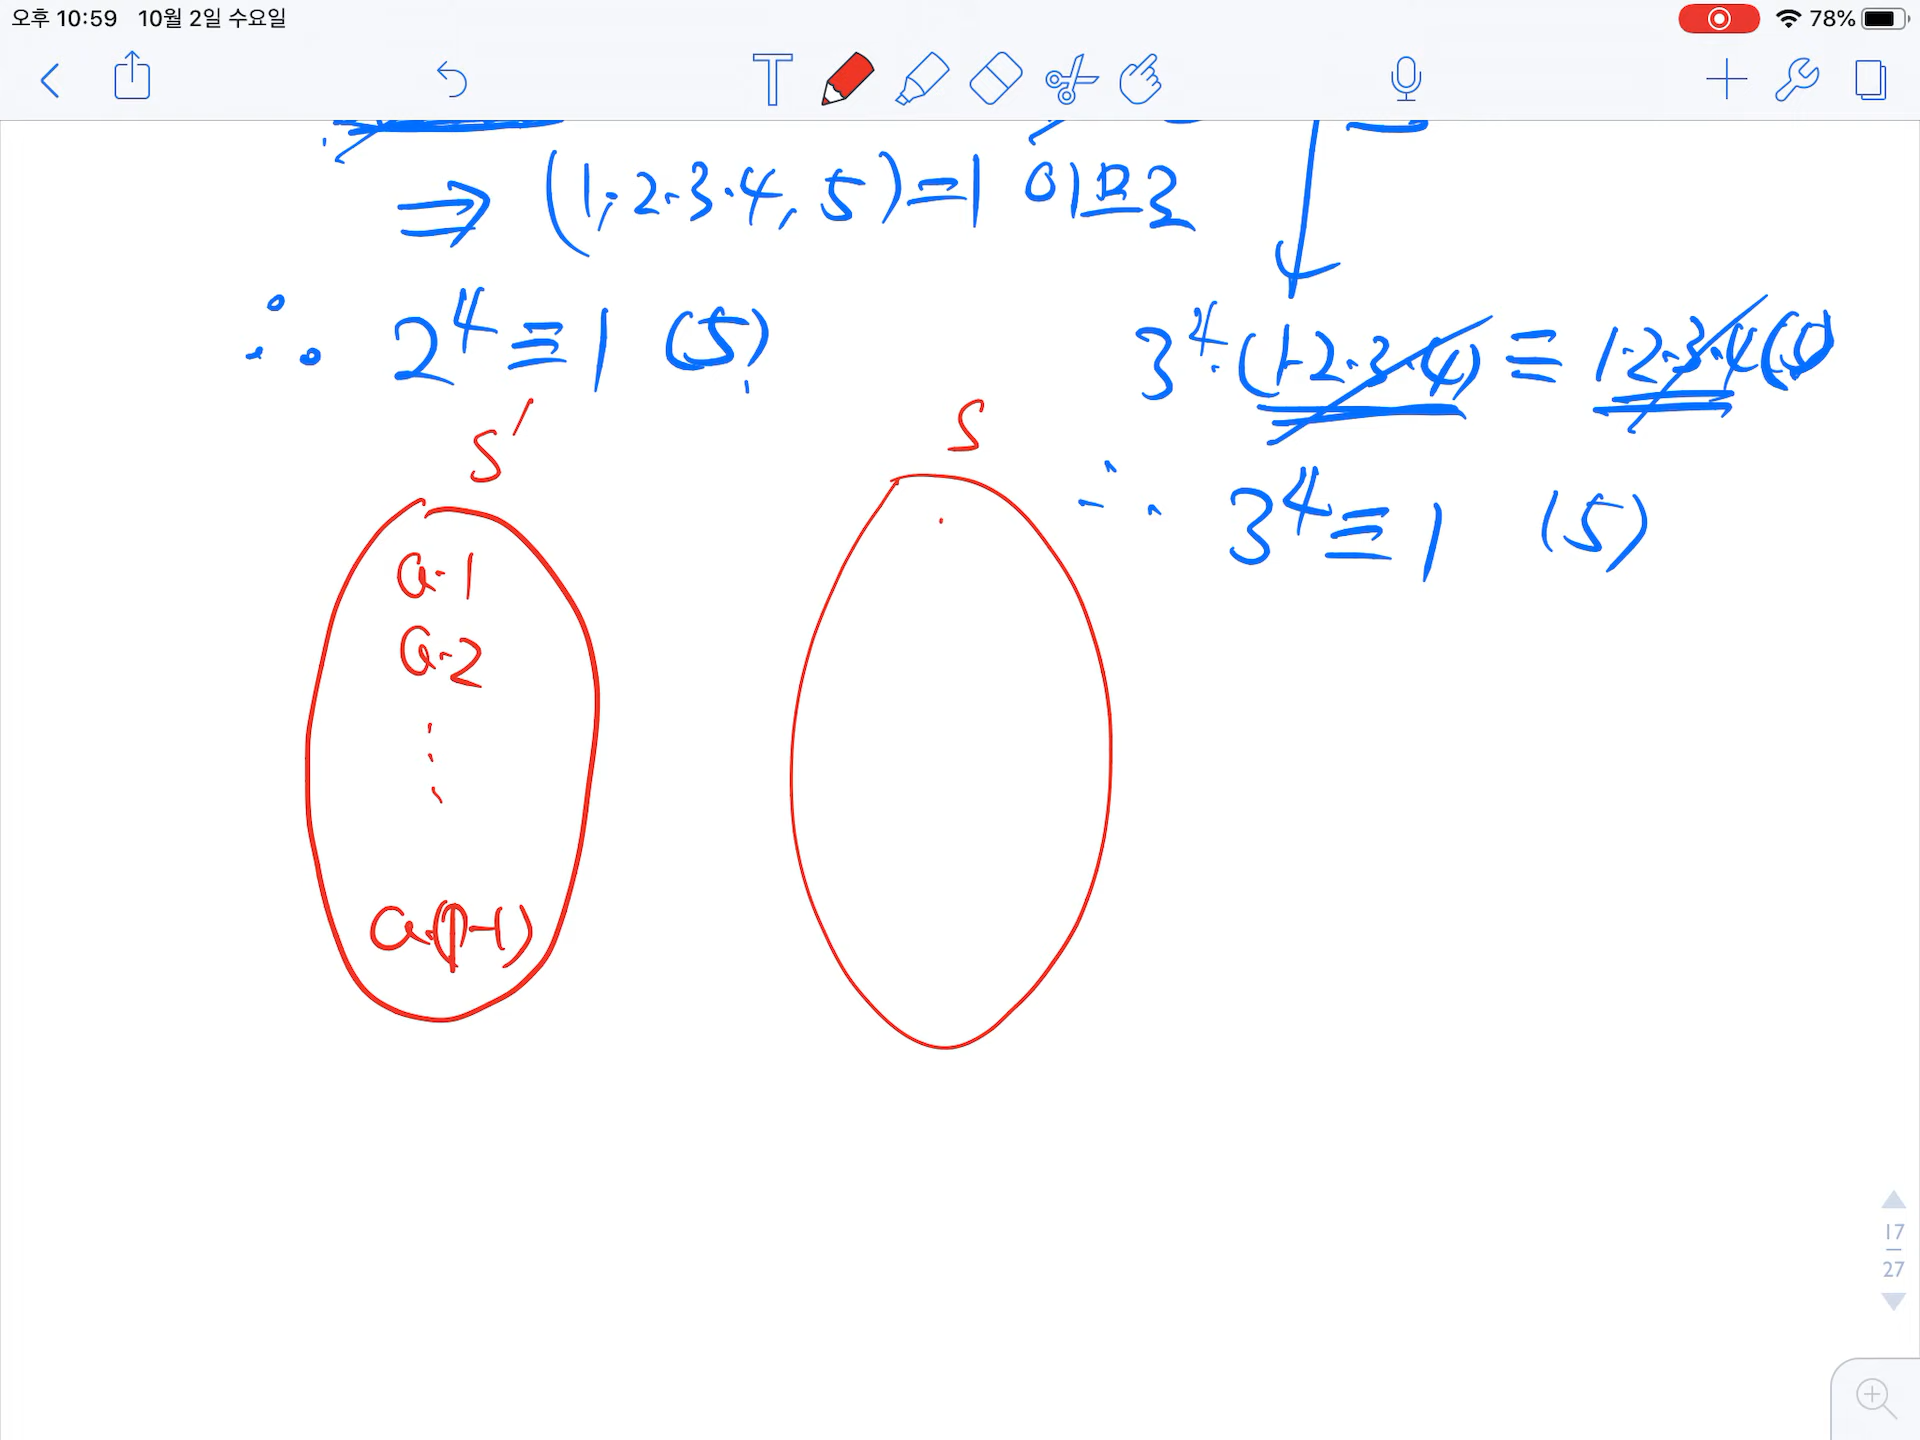 오후 10:59 10월 2일 수요일
78%
T
⇒ (1·2·3·4, 5)=1 이므로
∴ 2⁴≡1 (5)
3⁴·(1·2·3·4)≡1·2·3·4(5)
∴ 3⁴≡1 (5)
S′
S
a·1
a·2
⋮
a·(p-1)
17
27